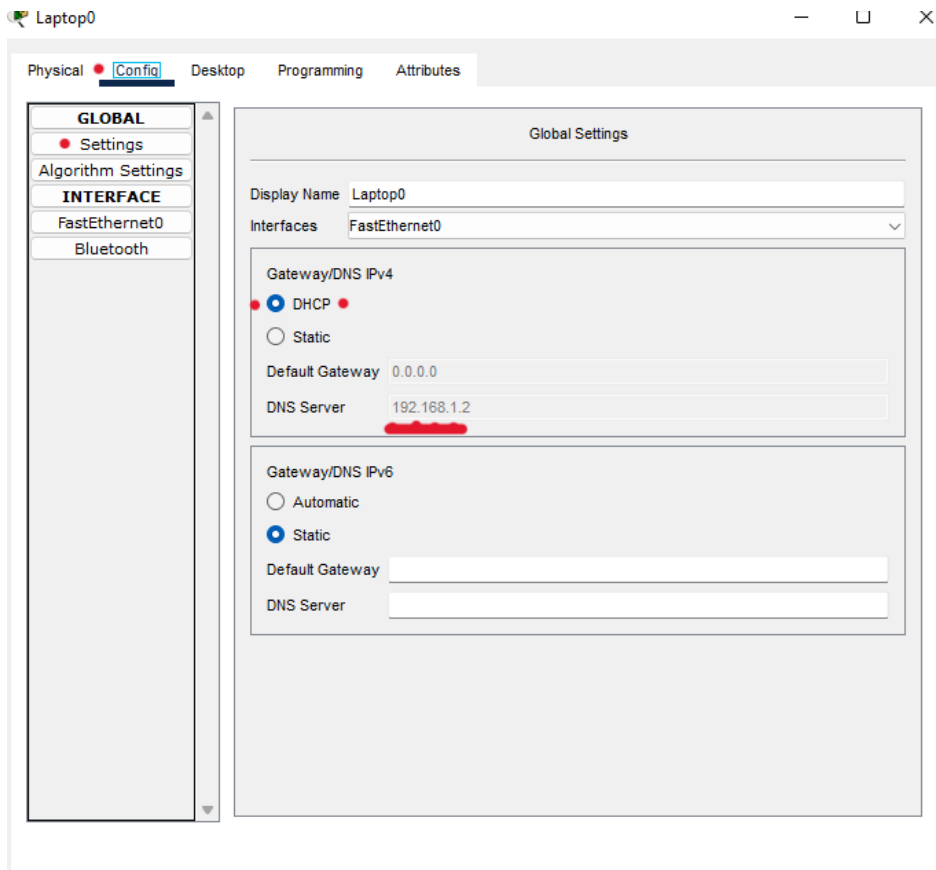 Laptop0
Physical Config Desktop Programming Attributes
GLOBAL
Settings
Algorithm Settings
INTERFACE
FastEthernet0
Bluetooth
Global Settings
Display Name Laptop0
Interfaces FastEthernet0
Gateway/DNS IPv4
DHCP
Static
Default Gateway 0.0.0.0
DNS Server 192.168.1.2
Gateway/DNS IPv6
Automatic
Static
Default Gateway
DNS Server